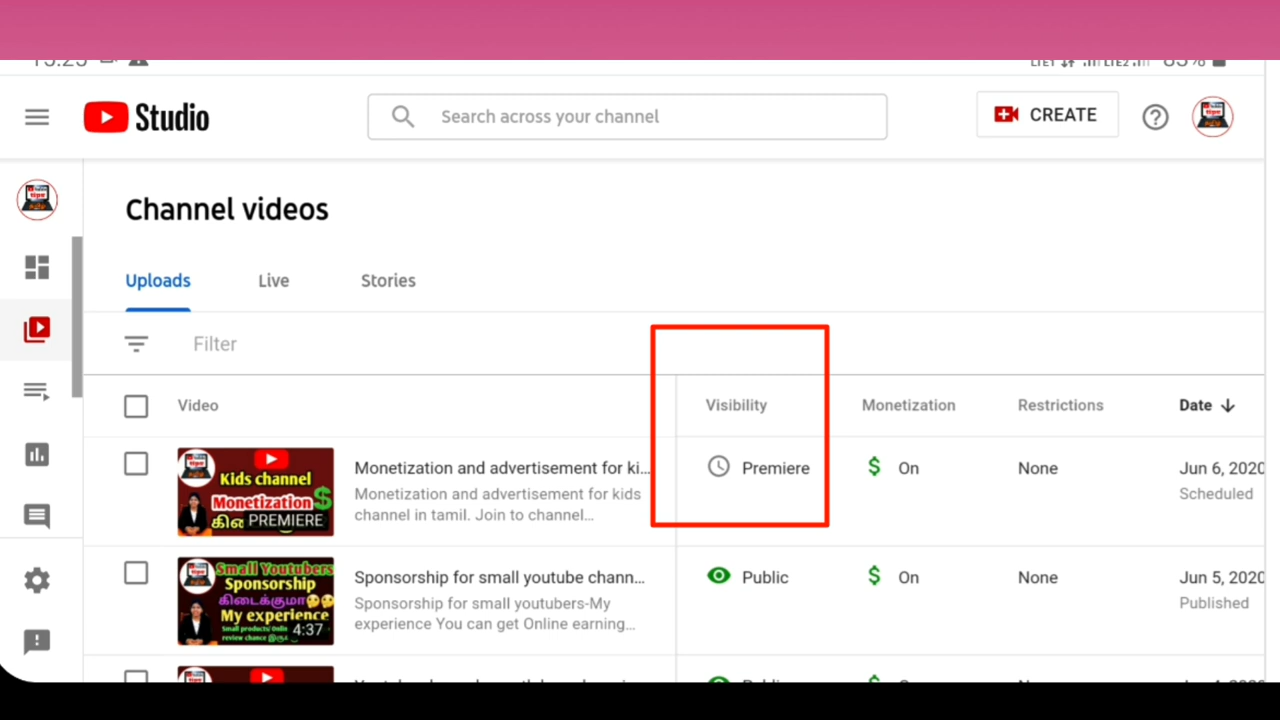 Studio
Search across your channel
CREATE
Channel videos
Uploads
Live
Stories
Filter
Video
Visibility
Monetization
Restrictions
Date
Kids channel
Monetization
PREMIERE
Monetization and advertisement for ki...
Monetization and advertisement for kids
channel in tamil. Join to channel...
Premiere
On
None
Jun 6, 2020
Scheduled
Small Youtubers
Sponsorship
கிடைக்குமா
My experience
4:37
Sponsorship for small youtube chann...
Sponsorship for small youtubers-My
experience You can get Online earning...
Public
On
None
Jun 5, 2020
Published